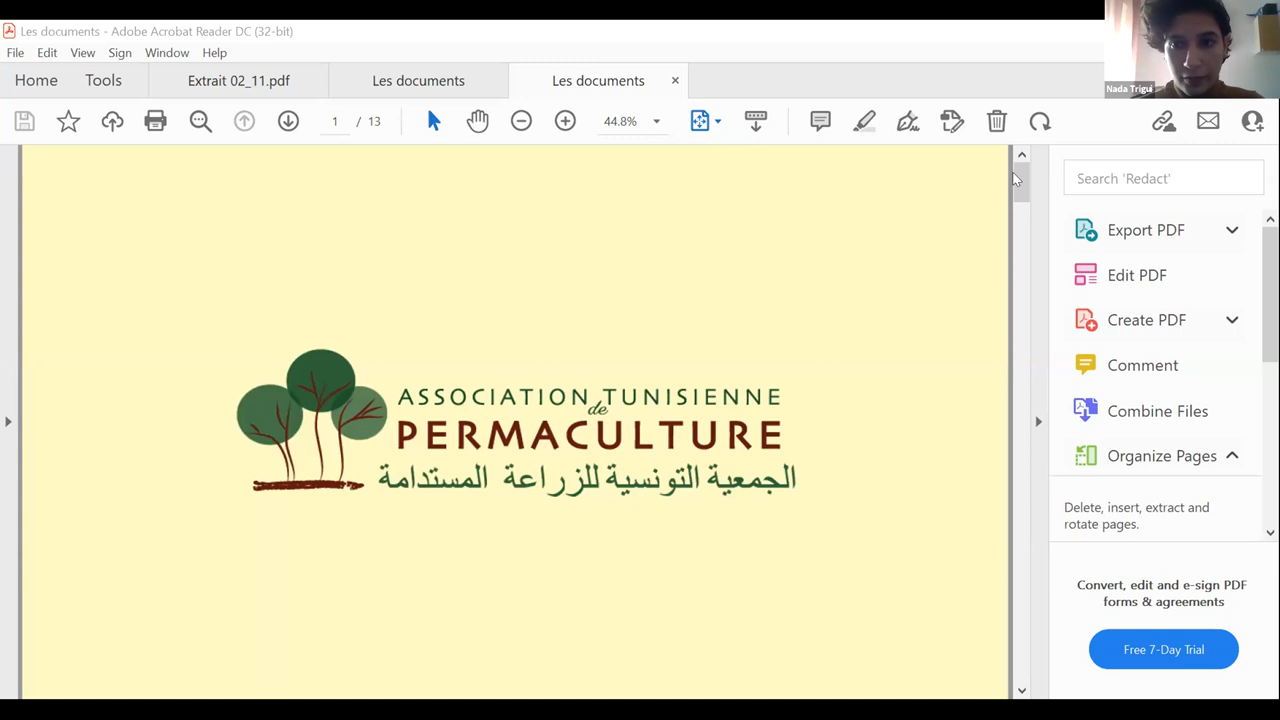 Les documents - Adobe Acrobat Reader DC (32-bit)
File Edit View Sign Window Help
Nada Trigui
Home Tools Extrait 02_11.pdf Les documents Les documents
1 / 13 44.8%
Search 'Redact'
Export PDF
Edit PDF
Create PDF
Comment
Combine Files
Organize Pages
Delete, insert, extract and
rotate pages.
Convert, edit and e-sign PDF
forms & agreements
Free 7-Day Trial
ASSOCIATION TUNISIENNE
de
PERMACULTURE
الجمعية التونسية للزراعة المستدامة